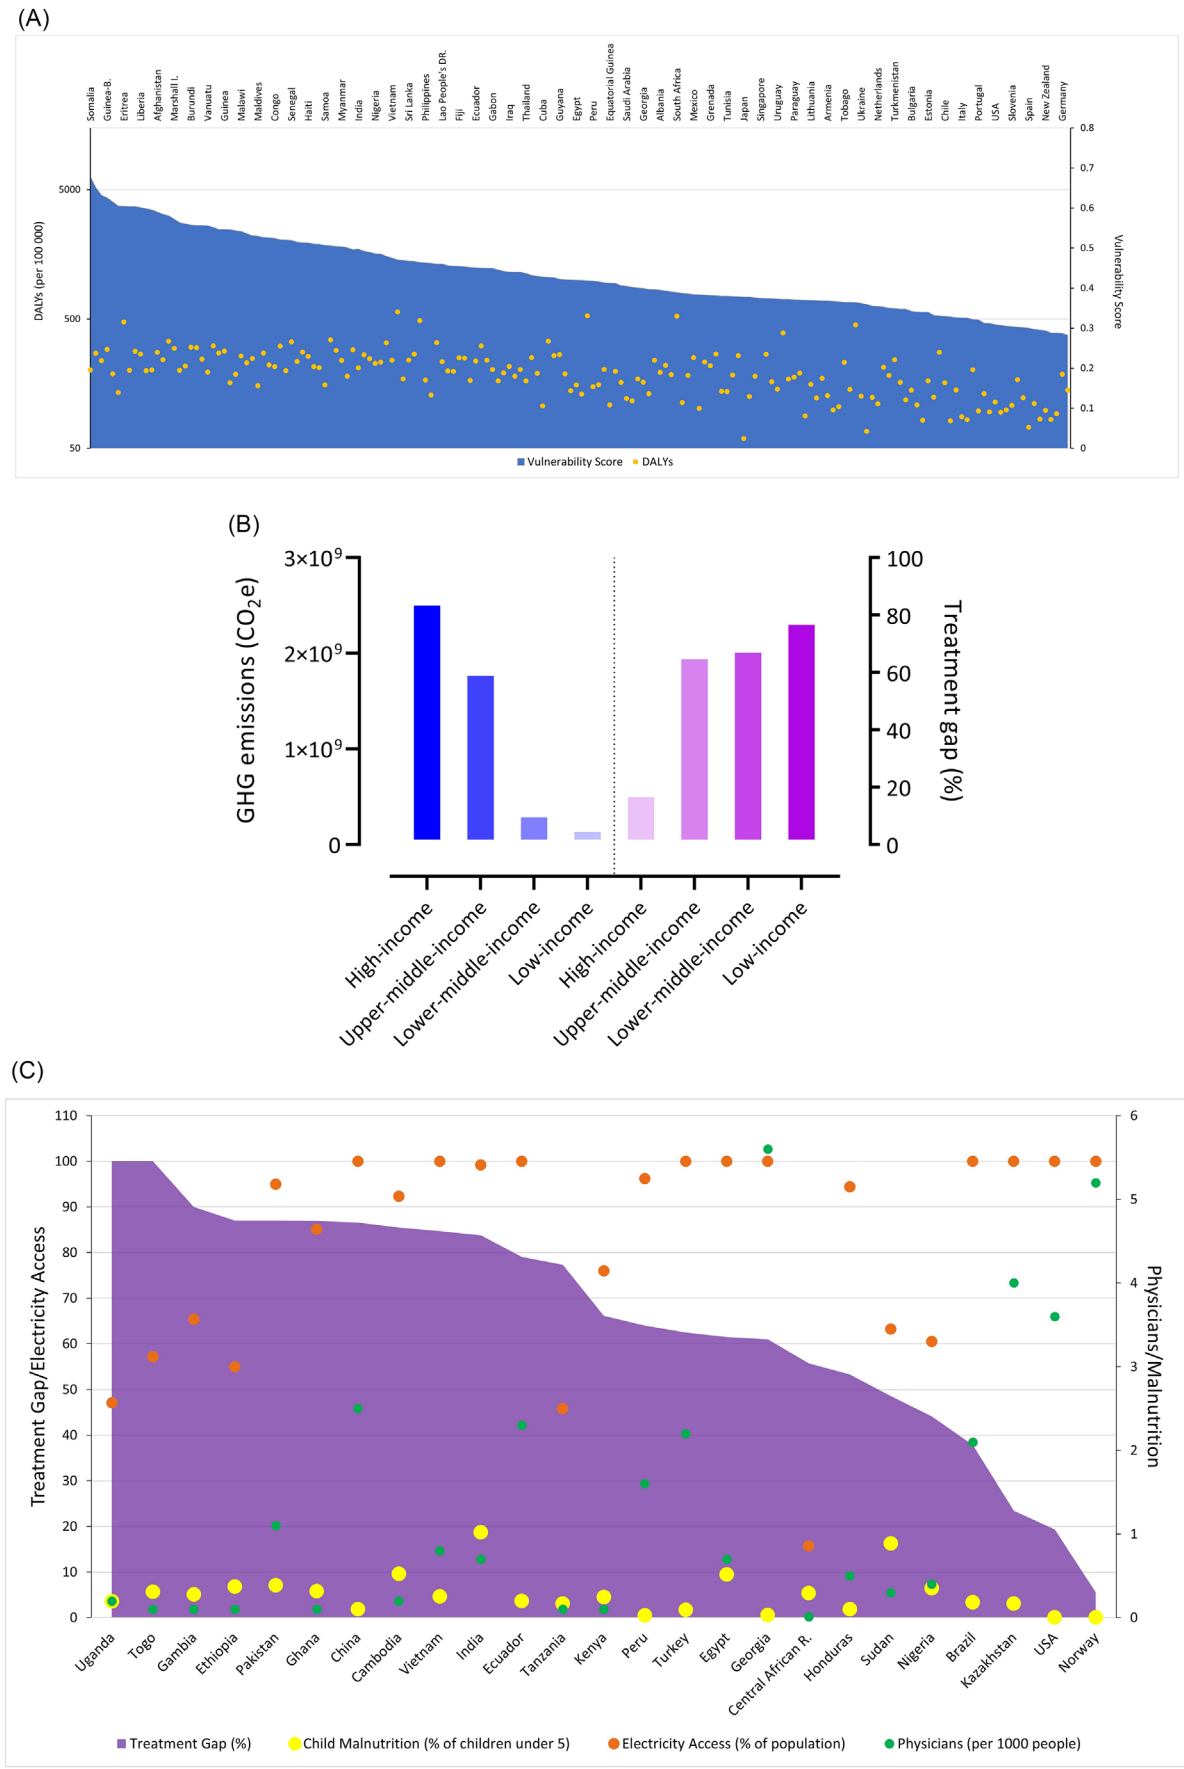 (A)
Somalia
Guinea-B.
Eritrea
Liberia
Afghanistan
Marshall I.
Burundi
Vanuatu
Guinea
Malawi
Maldives
Congo
Senegal
Haiti
Samoa
Myanmar
India
Nigeria
Vietnam
Sri Lanka
Philippines
Lao People's DR.
Fiji
Ecuador
Gabon
Iraq
Thailand
Cuba
Guyana
Egypt
Peru
Equatorial Guinea
Saudi Arabia
Georgia
Albania
South Africa
Mexico
Grenada
Tunisia
Japan
Singapore
Uruguay
Paraguay
Lithuania
Armenia
Tobago
Ukraine
Netherlands
Turkmenistan
Bulgaria
Estonia
Chile
Italy
Portugal
USA
Slovenia
Spain
New Zealand
Germany
DALYs (per 100 000)
5000
500
50
0.8
0.7
0.6
0.5
0.4
0.3
0.2
0.1
0
Vulnerability Score
Vulnerability Score DALYs
(B)
GHG emissions (CO₂e)
3×10⁹
2×10⁹
1×10⁹
0
100
80
60
40
20
0
Treatment gap (%)
High-income
Upper-middle-income
Lower-middle-income
Low-income
High-income
Upper-middle-income
Lower-middle-income
Low-income
(C)
Treatment Gap/Electricity Access
110
100
90
80
70
60
50
40
30
20
10
0
6
5
4
3
2
1
0
Physicians/Malnutrition
Uganda
Togo
Gambia
Ethiopia
Pakistan
Ghana
China
Cambodia
Vietnam
India
Ecuador
Tanzania
Kenya
Peru
Turkey
Egypt
Georgia
Central African R.
Honduras
Sudan
Nigeria
Brazil
Kazakhstan
USA
Norway
Treatment Gap (%) Child Malnutrition (% of children under 5) Electricity Access (% of population) Physicians (per 1000 people)